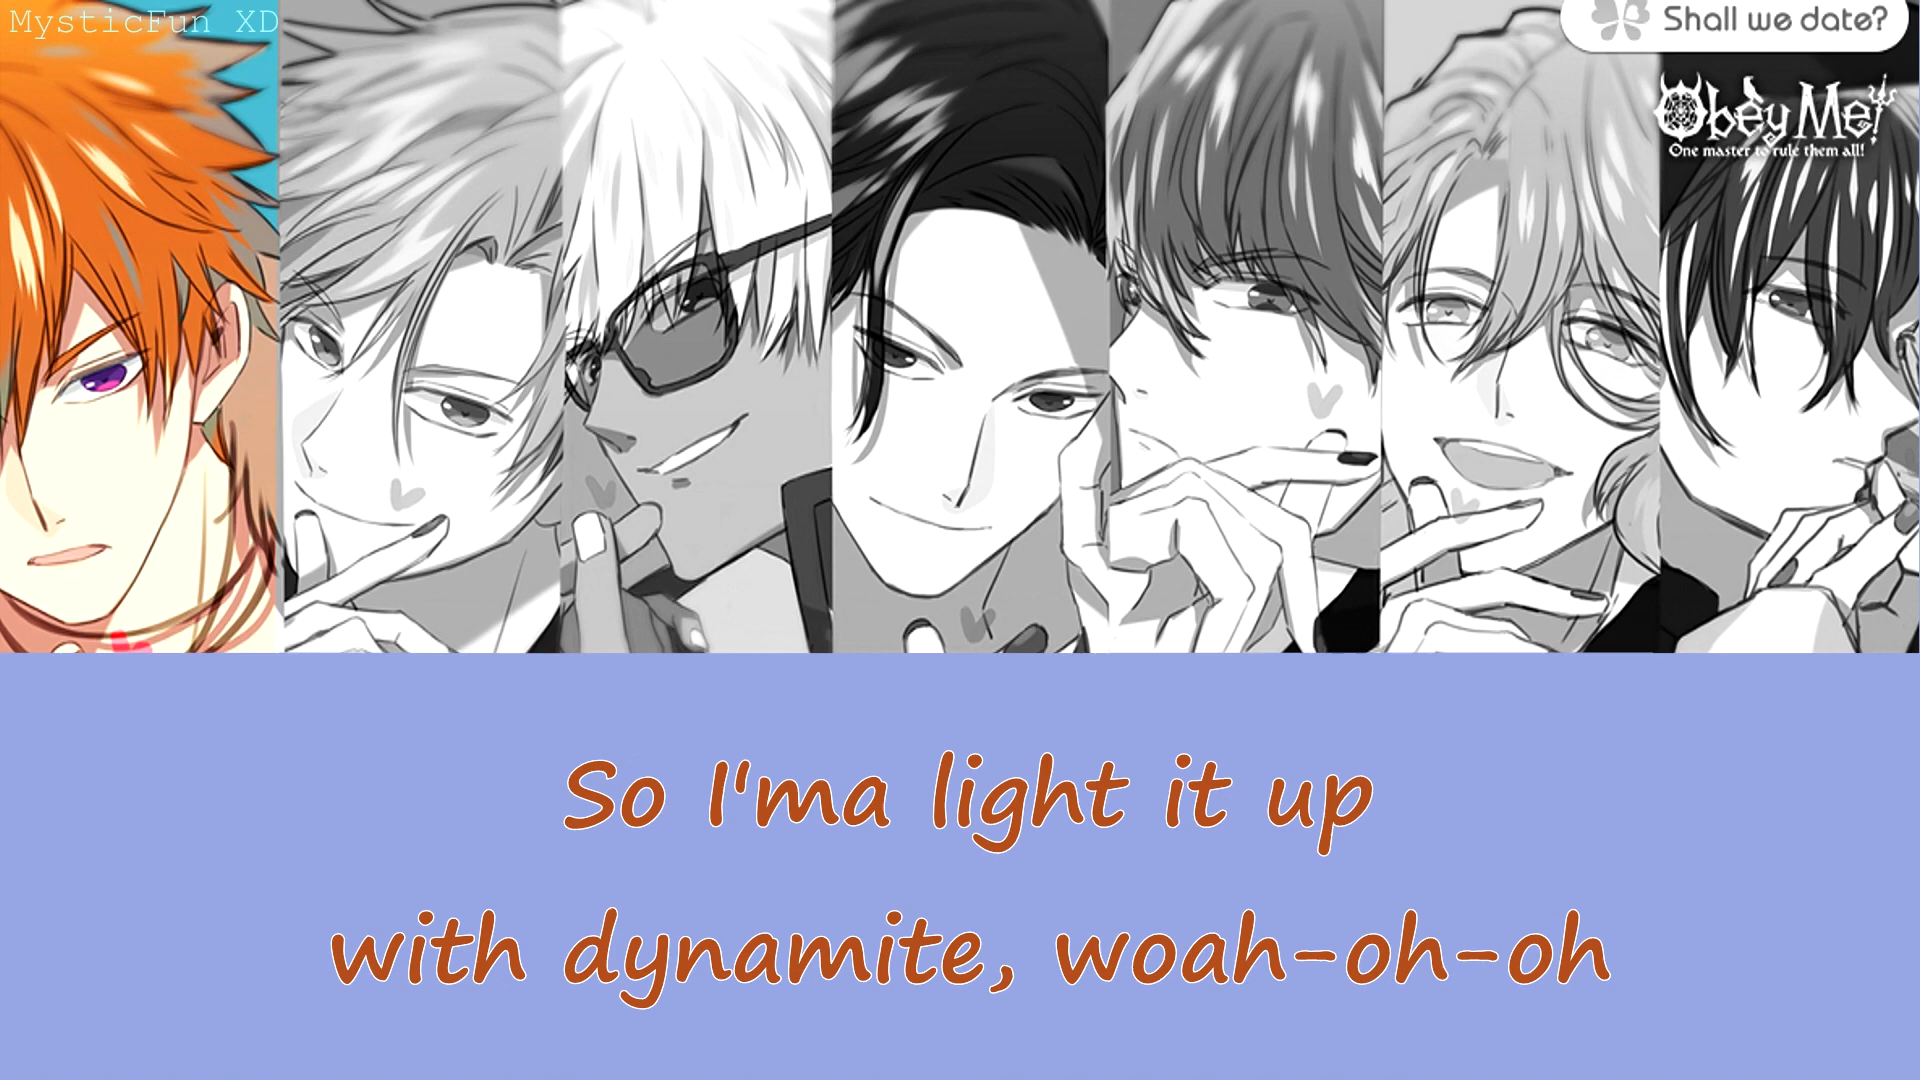 MysticFun XD
Shall we date?
Obey Me!
One master to rule them all!
So I'ma light it up
with dynamite, woah-oh-oh